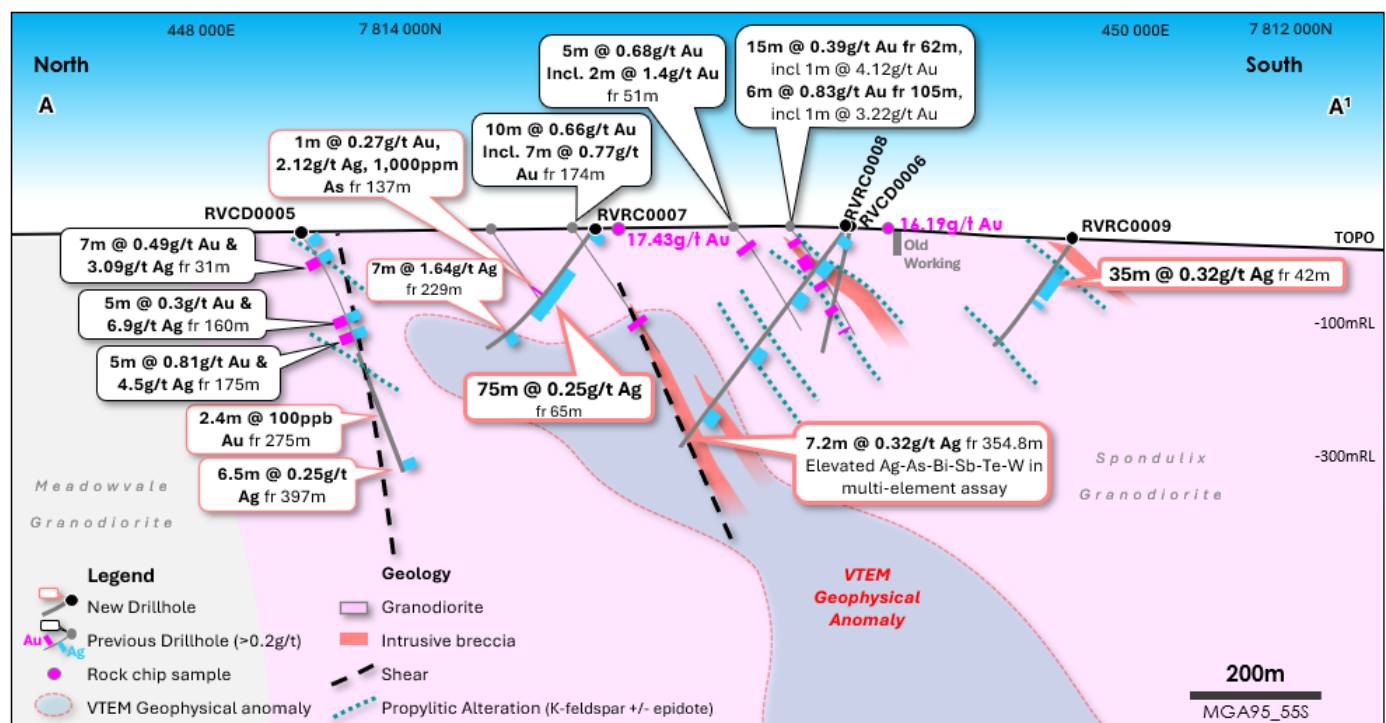 448 000E
7 814 000N
450 000E
7 812 000N
North
South
A
A¹
5m @ 0.68g/t Au
Incl. 2m @ 1.4g/t Au
fr 51m
15m @ 0.39g/t Au fr 62m,
incl 1m @ 4.12g/t Au
6m @ 0.83g/t Au fr 105m,
incl 1m @ 3.22g/t Au
1m @ 0.27g/t Au,
2.12g/t Ag, 1,000ppm
As fr 137m
10m @ 0.66g/t Au
Incl. 7m @ 0.77g/t
Au fr 174m
RVCD0005
RVRC0007
RVRC0008
RVCD0006
RVRC0009
17.43g/t Au
16.19g/t Au
Old
Working
TOPO
7m @ 0.49g/t Au &
3.09g/t Ag fr 31m
7m @ 1.64g/t Ag
fr 229m
35m @ 0.32g/t Ag fr 42m
5m @ 0.3g/t Au &
6.9g/t Ag fr 160m
-100mRL
5m @ 0.81g/t Au &
4.5g/t Ag fr 175m
75m @ 0.25g/t Ag
fr 65m
2.4m @ 100ppb
Au fr 275m
6.5m @ 0.25g/t
Ag fr 397m
7.2m @ 0.32g/t Ag fr 354.8m
Elevated Ag-As-Bi-Sb-Te-W in
multi-element assay
-300mRL
Meadowvale
Granodiorite
Spondulix
Granodiorite
VTEM
Geophysical
Anomaly
Legend
New Drillhole
Au
Ag
Previous Drillhole (>0.2g/t)
Rock chip sample
VTEM Geophysical anomaly
Geology
Granodiorite
Intrusive breccia
Shear
Propylitic Alteration (K-feldspar +/- epidote)
200m
MGA95_55S